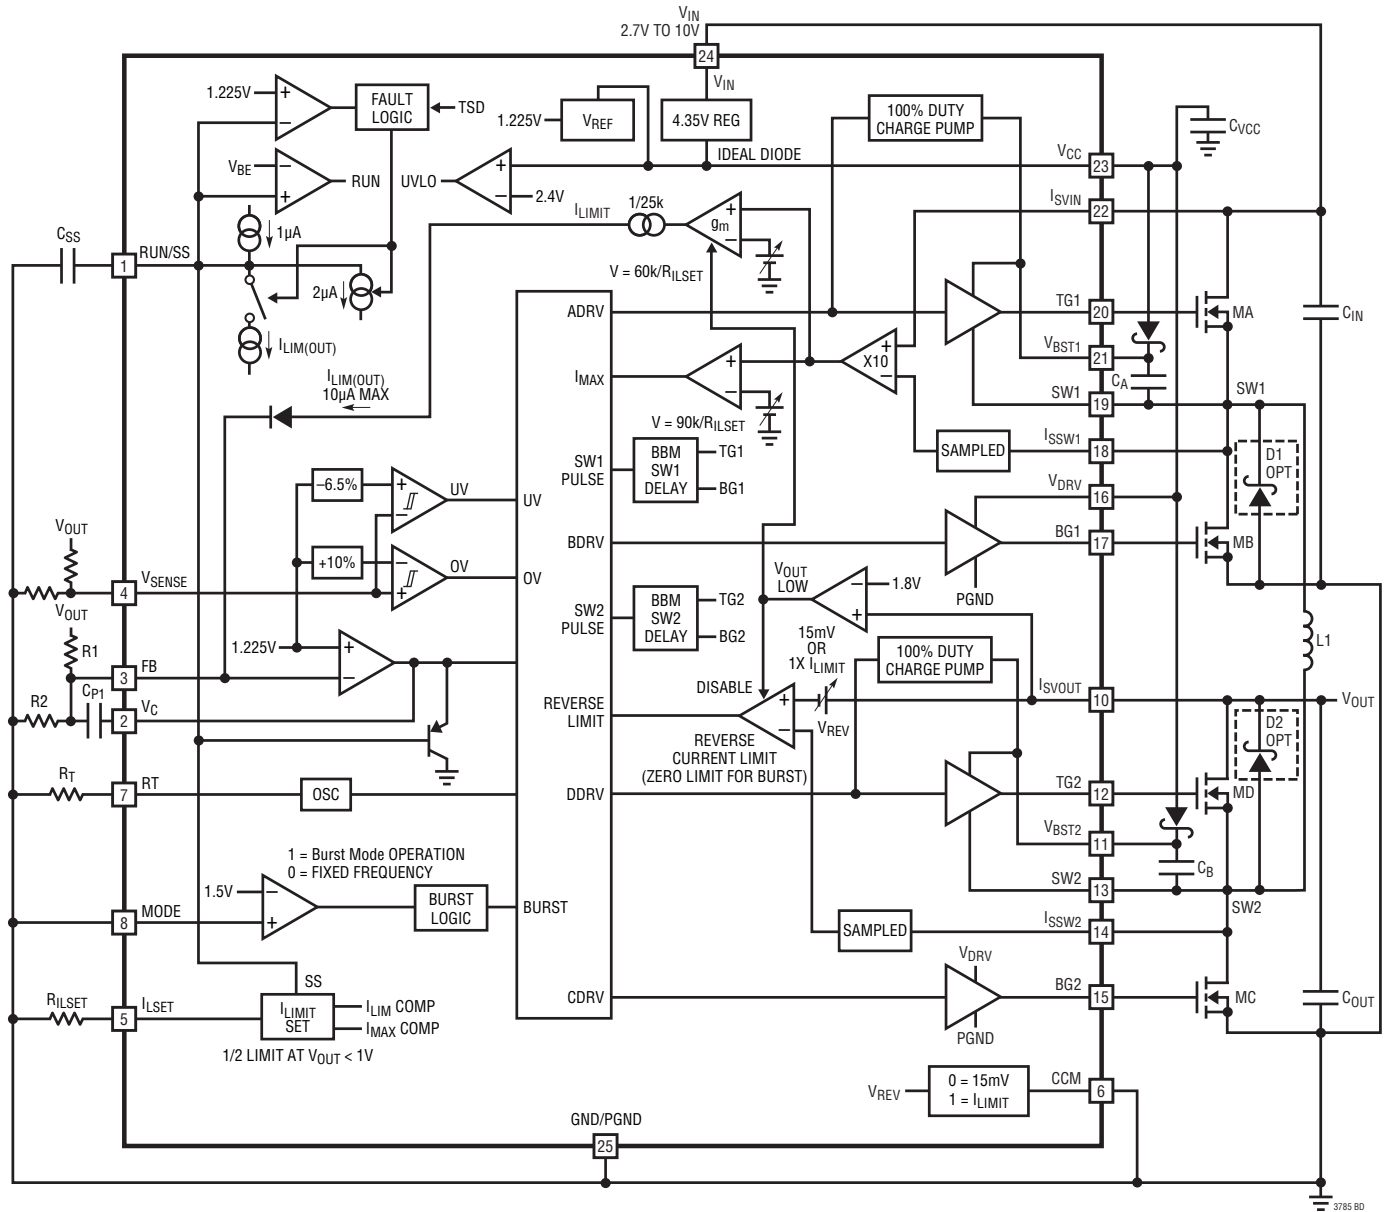 VIN
2.7V TO 10V
24
VIN
1.225V
FAULT
LOGIC
TSD
1.225V
VREF
4.35V REG
100% DUTY
CHARGE PUMP
CVCC
IDEAL DIODE
VCC
23
VBE
RUN
UVLO
2.4V
ILIMIT
1/25k
gm
ISVIN
22
1µA
CSS
RUN/SS
1
2µA
V = 60k/RILSET
ILIM(OUT)
ADRV
TG1
20
MA
CIN
X10
VBST1
21
CA
ILIM(OUT)
10µA MAX
IMAX
SW1
19
SW1
V = 90k/RILSET
SAMPLED
ISSW1
18
D1
OPT
SW1
PULSE
BBM
SW1
DELAY
TG1
BG1
–6.5%
UV
UV
VDRV
16
BG1
17
MB
VOUT
BDRV
+10%
OV
OV
PGND
VSENSE
4
VOUT
LOW
1.8V
SW2
PULSE
BBM
SW2
DELAY
TG2
BG2
VOUT
R1
1.225V
15mV
OR
1X ILIMIT
100% DUTY
CHARGE PUMP
L1
FB
3
DISABLE
ISVOUT
10
VOUT
R2
CP1
VC
2
REVERSE
LIMIT
VREV
D2
OPT
REVERSE
CURRENT LIMIT
(ZERO LIMIT FOR BURST)
RT
RT
7
OSC
DDRV
TG2
12
MD
VBST2
11
CB
1 = Burst Mode OPERATION
0 = FIXED FREQUENCY
1.5V
SW2
13
SW2
MODE
8
BURST
LOGIC
BURST
SAMPLED
ISSW2
14
VDRV
SS
RILSET
ILSET
5
ILIMIT
SET
ILIM COMP
IMAX COMP
CDRV
BG2
15
MC
COUT
1/2 LIMIT AT VOUT < 1V
PGND
VREV
0 = 15mV
1 = ILIMIT
CCM
6
GND/PGND
25
3785 BD